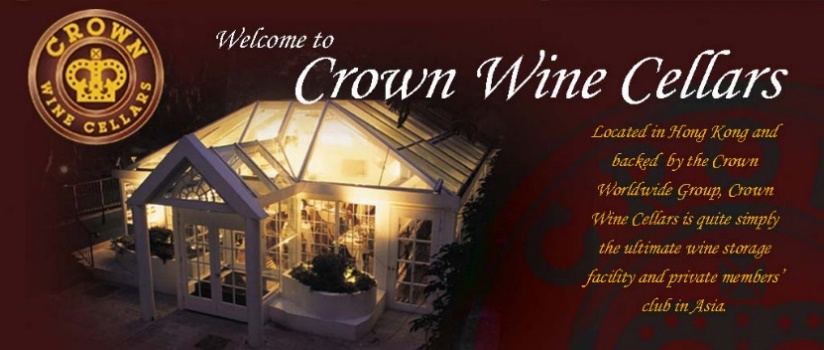 CROWN
WINE CELLARS
Welcome to
Crown Wine Cellars
Located in Hong Kong and
backed by the Crown
Worldwide Group, Crown
Wine Cellars is quite simply
the ultimate wine storage
facility and private members'
club in Asia.